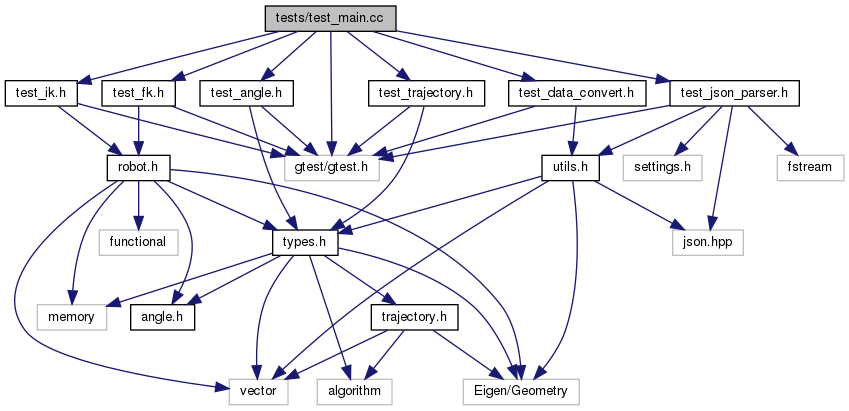 tests/test_main.cc
test_ik.h
test_fk.h
test_angle.h
test_trajectory.h
test_data_convert.h
test_json_parser.h
robot.h
gtest/gtest.h
utils.h
settings.h
fstream
functional
types.h
json.hpp
memory
angle.h
trajectory.h
vector
algorithm
Eigen/Geometry